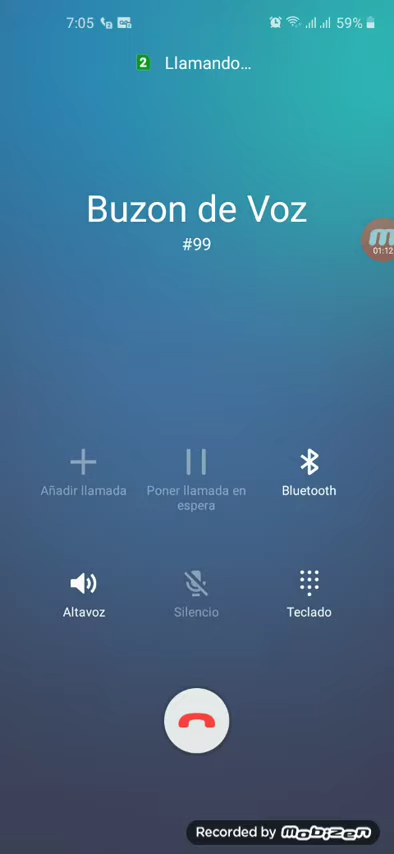 7:05 59%
2 Llamando...
Buzon de Voz
#99
01:12
Añadir llamada
Poner llamada en
espera
Bluetooth
Altavoz
Silencio
Teclado
Recorded by Mobizen